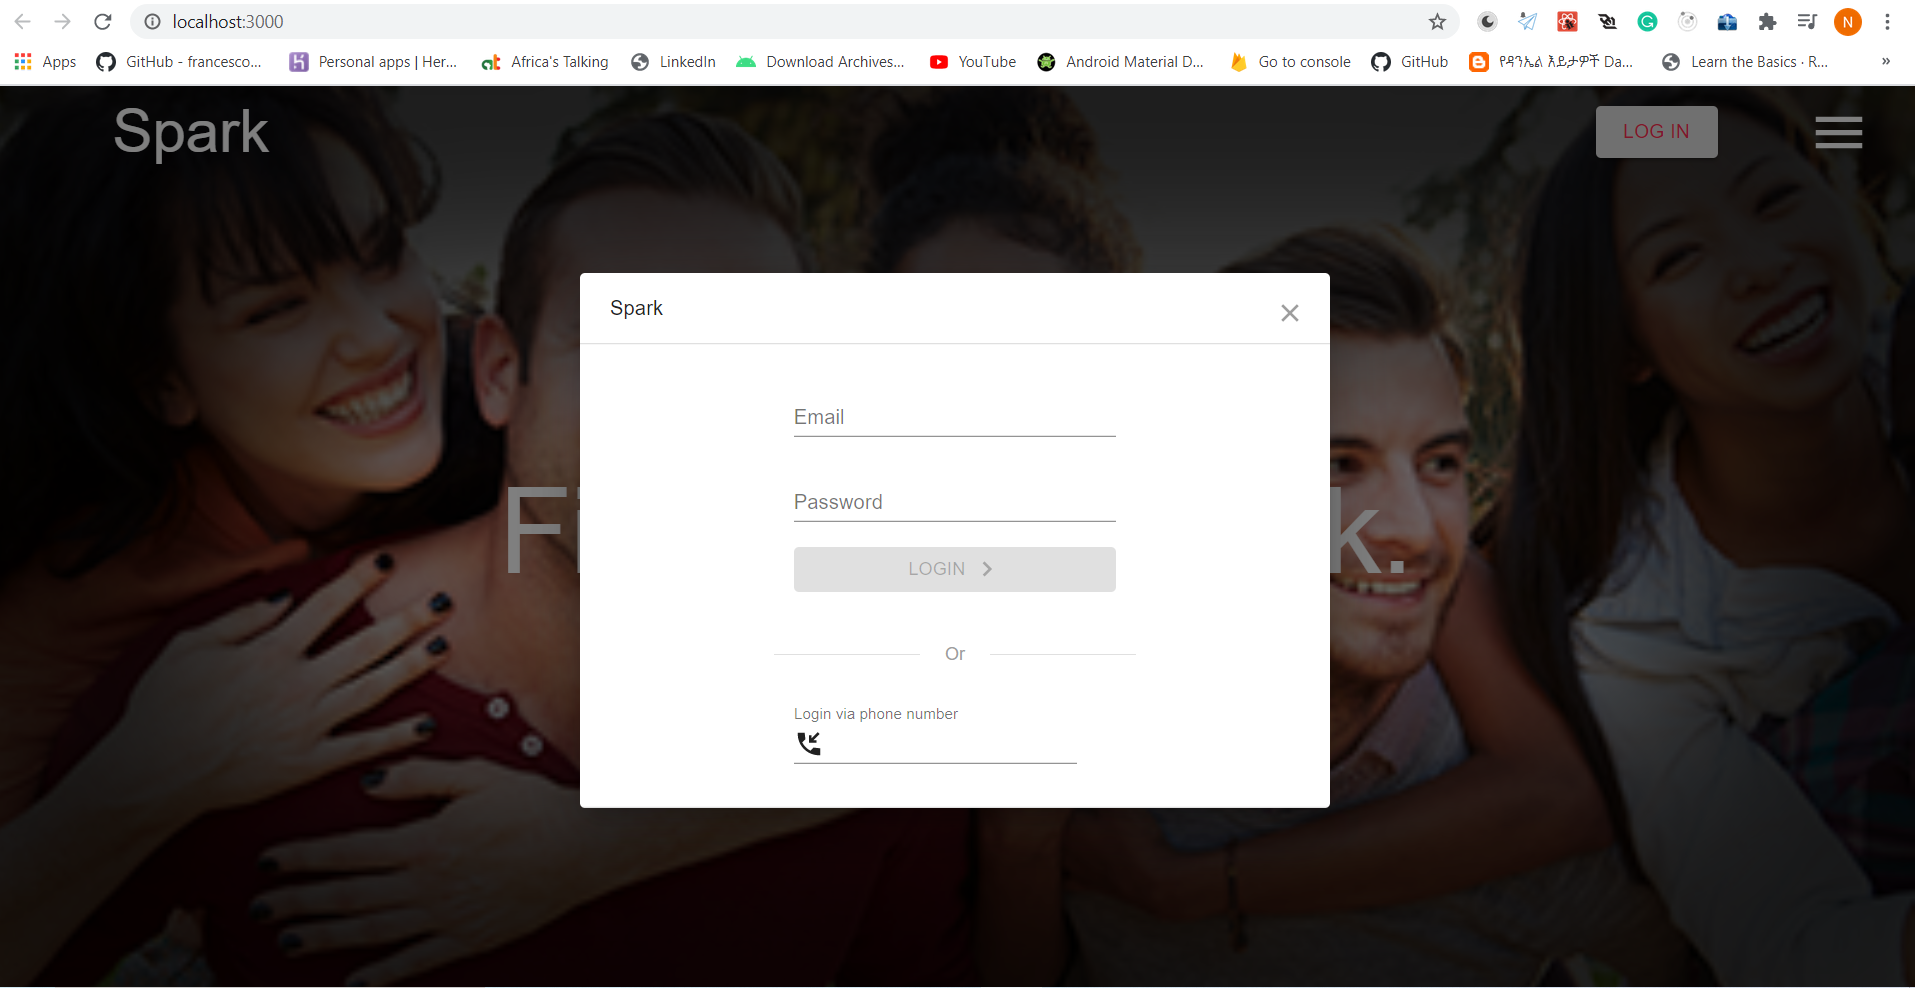 localhost:3000
N
Apps GitHub - francesco... Personal apps | Her... Africa's Talking LinkedIn Download Archives... YouTube Android Material D... Go to console GitHub የዳንኤል እይታዎች Da... Learn the Basics · R... »
Spark
LOG IN
Spark
Email
Fi
k.
Password
LOGIN
Or
Login via phone number